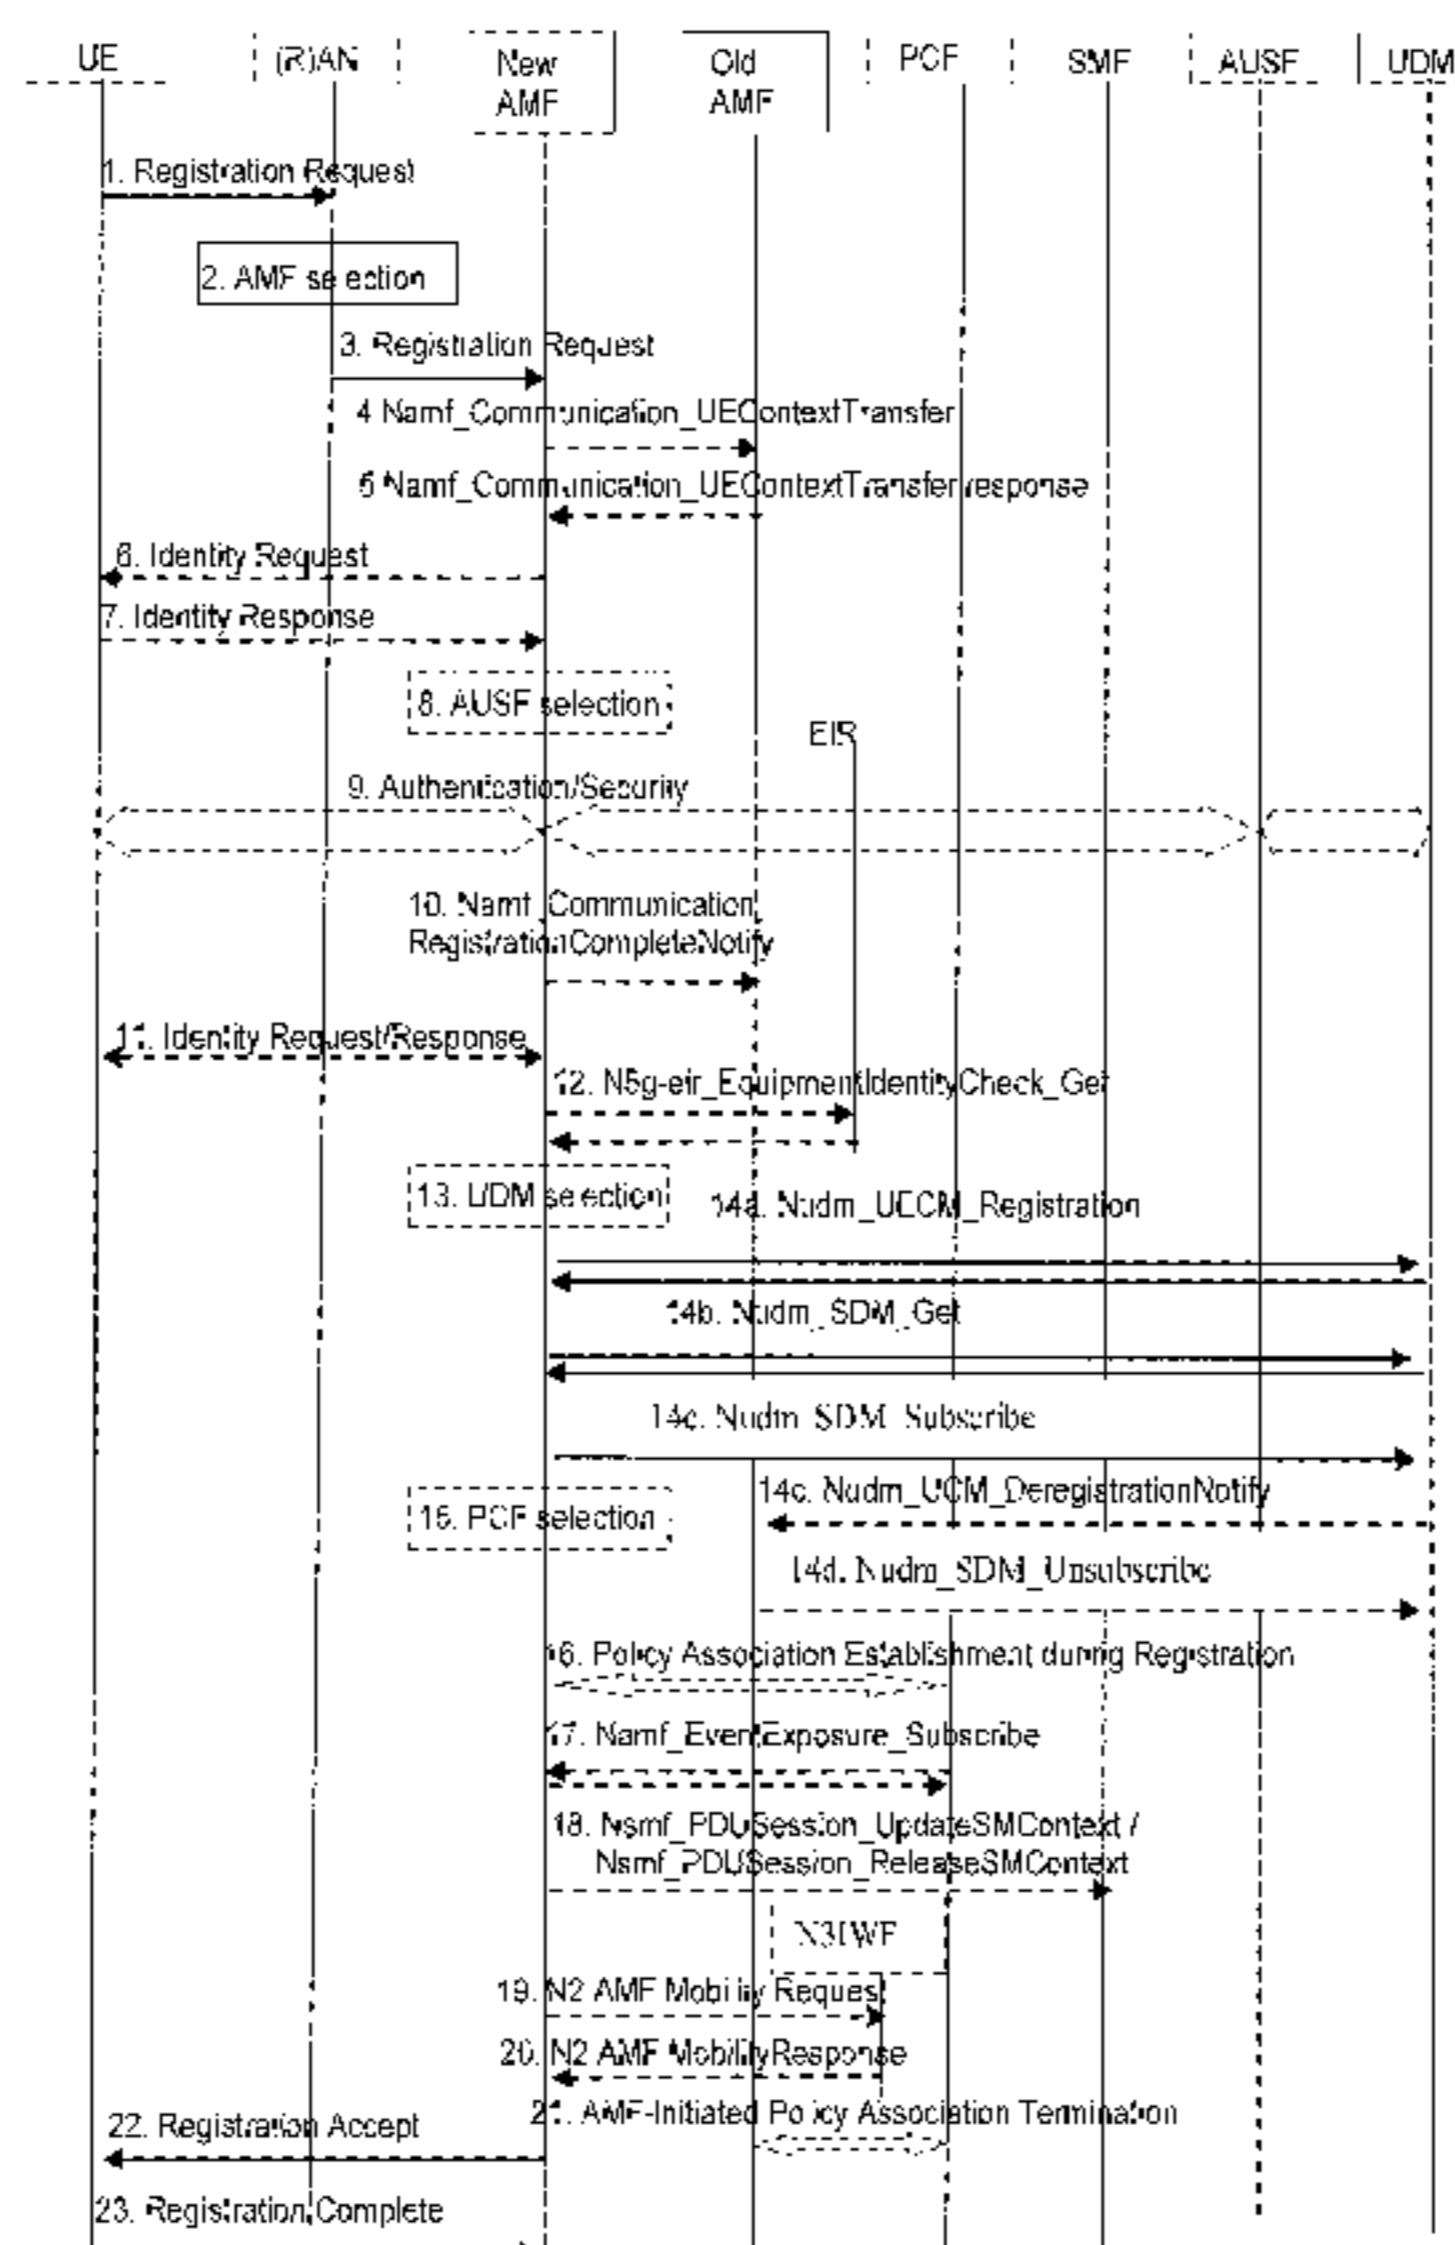 UE
(R)AN
New
AMF
Old
AMF
PCF
SMF
AUSF
UDM
1. Registration Request
2. AMF selection
3. Registration Request
4 Namf_Communication_UEContextTransfer
5 Namf_Communication_UEContextTransfer response
6. Identity Request
7. Identity Response
8. AUSF selection
EIR
9. Authentication/Security
10. Namf_Communication_
RegistrationCompleteNotify
11. Identity Request/Response
12. N5g-eir_EquipmentIdentityCheck_Get
13. UDM selection
14a. Nudm_UECM_Registration
14b. Nudm_SDM_Get
14c. Nudm_SDM_Subscribe
14c. Nudm_UCM_DeregistrationNotify
15. PCF selection
14d. Nudm_SDM_Unsubscribe
16. Policy Association Establishment during Registration
17. Namf_EventExposure_Subscribe
18. Nsmf_PDUSession_UpdateSMContext /
Nsmf_PDUSession_ReleaseSMContext
N3IWF
19. N2 AMF Mobility Request
20. N2 AMF MobilityResponse
21. AMF-Initiated Policy Association Termination
22. Registration Accept
23. Registration Complete